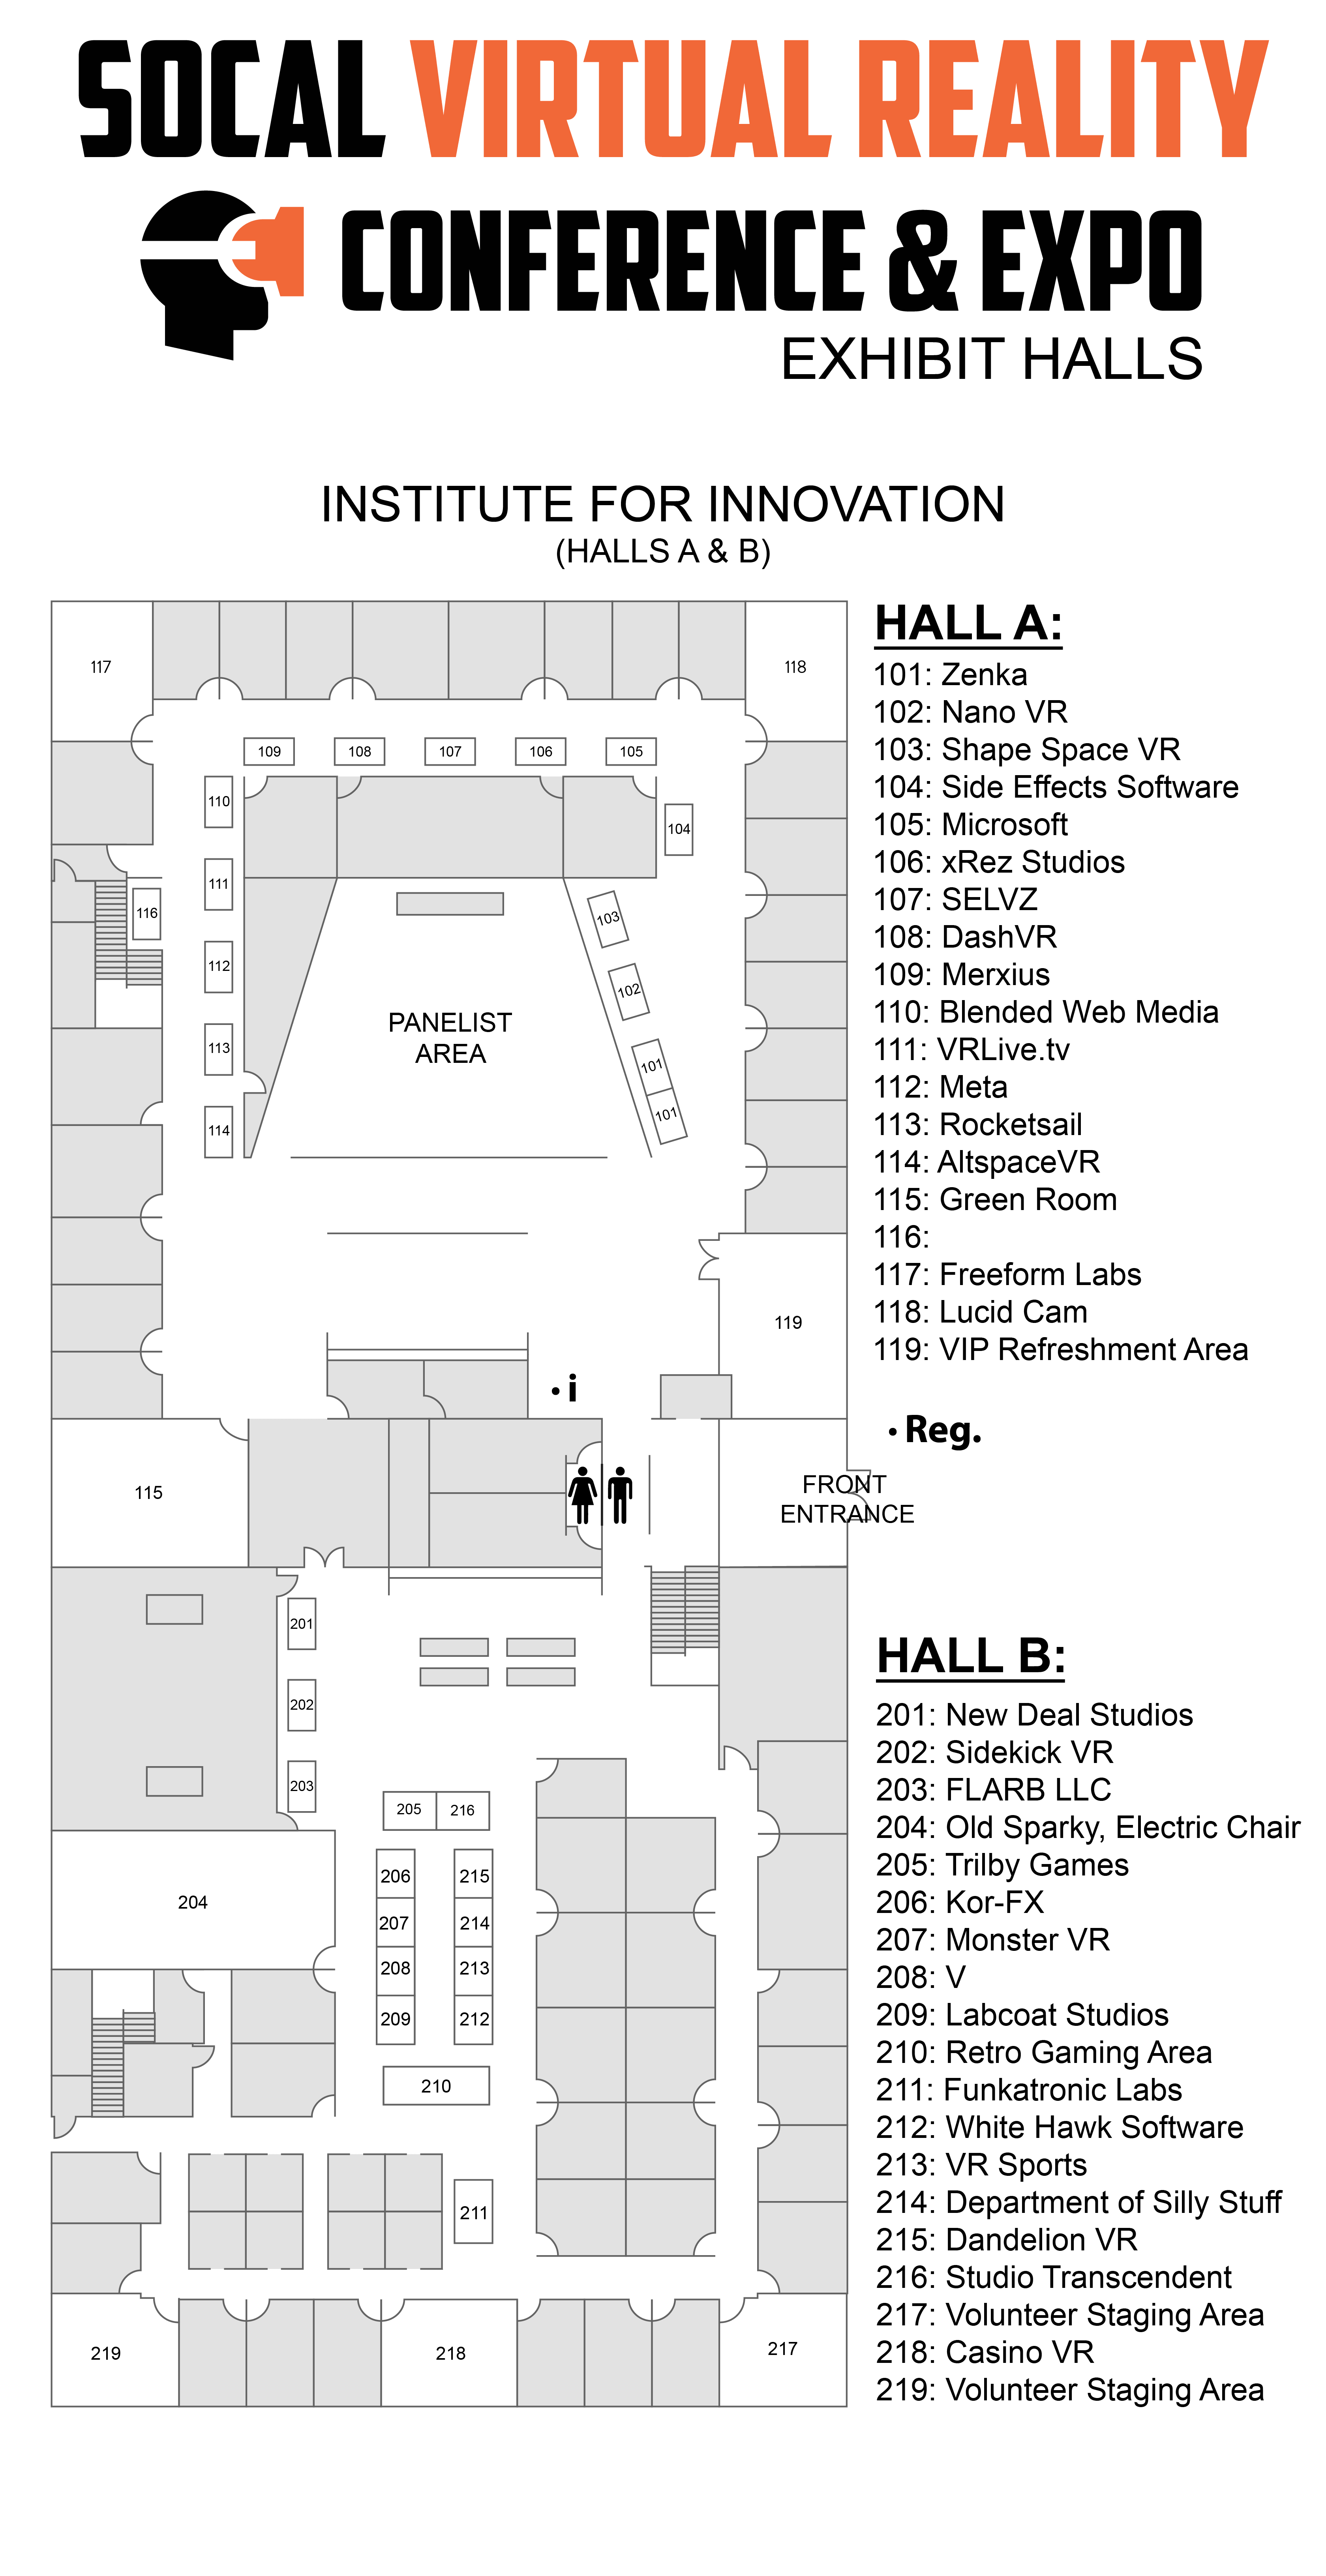 SOCAL VIRTUAL REALITY
CONFERENCE & EXPO
EXHIBIT HALLS
INSTITUTE FOR INNOVATION
(HALLS A & B)
117
118
109
108
107
106
105
110
104
111
116
103
112
102
PANELIST
AREA
113
101
101
114
119
• i
115
FRONT
ENTRANCE
• Reg.
201
202
203
205
216
204
206
215
207
214
208
213
209
212
210
211
219
218
217
HALL A:
101: Zenka
102: Nano VR
103: Shape Space VR
104: Side Effects Software
105: Microsoft
106: xRez Studios
107: SELVZ
108: DashVR
109: Merxius
110: Blended Web Media
111: VRLive.tv
112: Meta
113: Rocketsail
114: AltspaceVR
115: Green Room
116:
117: Freeform Labs
118: Lucid Cam
119: VIP Refreshment Area
HALL B:
201: New Deal Studios
202: Sidekick VR
203: FLARB LLC
204: Old Sparky, Electric Chair
205: Trilby Games
206: Kor-FX
207: Monster VR
208: V
209: Labcoat Studios
210: Retro Gaming Area
211: Funkatronic Labs
212: White Hawk Software
213: VR Sports
214: Department of Silly Stuff
215: Dandelion VR
216: Studio Transcendent
217: Volunteer Staging Area
218: Casino VR
219: Volunteer Staging Area